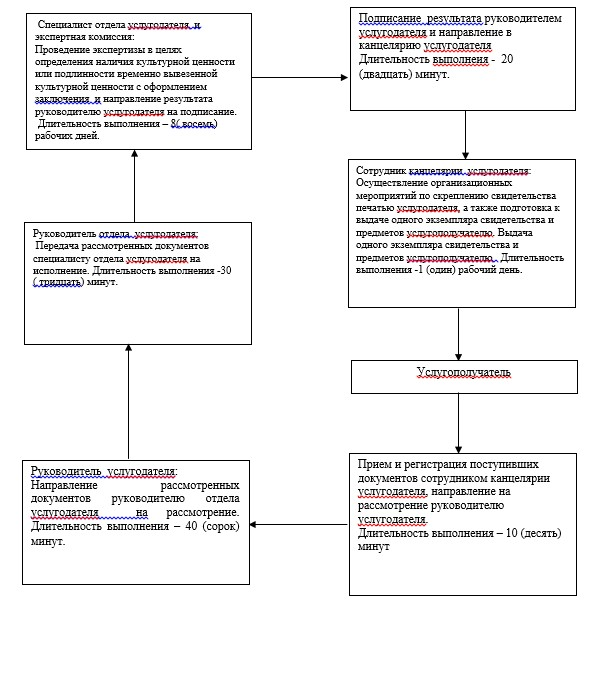 Специалист отдела услугодателя и
экспертная комиссия:
Проведение экспертизы в целях
определения наличия культурной ценности
или подлинности временно вывезенной
культурной ценности с оформлением
заключения и направление результата
руководителю услугодателя на подписание.
Длительность выполнения – 8( восемь)
рабочих дней.
Подписание результата руководителем
услугодателя и направление в
канцелярию услугодателя
Длительность выполнеия - 20
(двадцать) минут.
Руководитель отдела услугодателя:
Передача рассмотренных документов
специалисту отдела услугодателя на
исполнение. Длительность выполнения -30
( тридцать) минут.
Сотрудник канцелярии услугодателя:
Осуществление организационных
мероприятий по скреплению свидетельства
печатью услугодателя, а также подготовка к
выдаче одного экземпляра свидетельства и
предметов услугополучателю. Выдача
одного экземпляра свидетельства и
предметов услугополучателю . Длительность
выполнения -1 (один) рабочий день.
Услугополучатель
Руководитель услугодателя:
Направление рассмотренных
документов руководителю отдела
услугодателя на рассмотрение.
Длительность выполнения – 40 (сорок)
минут.
Прием и регистрация поступивших
документов сотрудником канцелярии
услугодателя, направление на
рассмотрение руководителю
услугодателя.
Длительность выполнения – 10 (десять)
минут